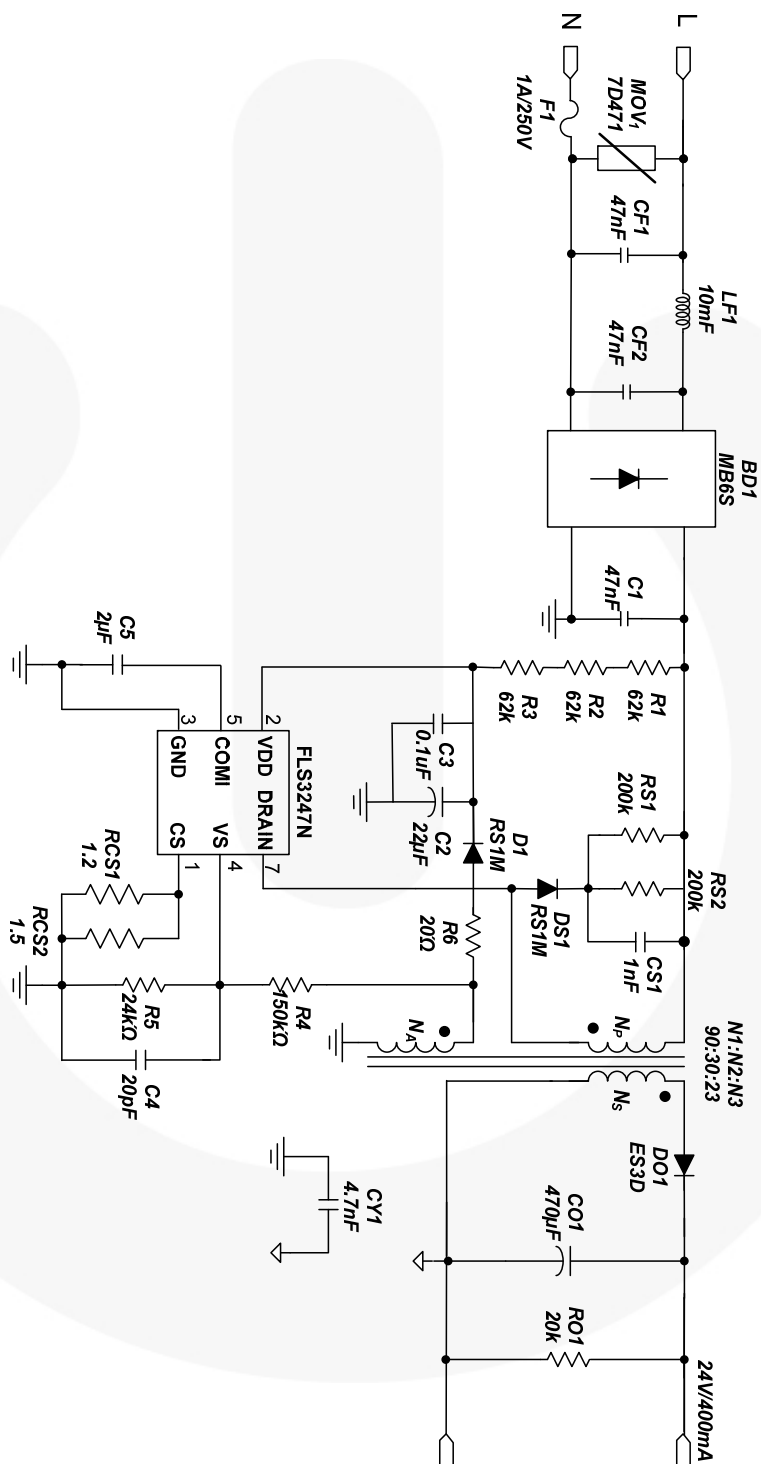 L
N
F1
1A/250V
MOV₁
7D471
CF1
47nF
LF1
10mF
CF2
47nF
BD1
MB6S
C1
47nF
R1
62k
R2
62k
R3
62k
RS1
200k
RS2
200k
CS1
1nF
DS1
RS1M
D1
RS1M
R6
20Ω
C3
0.1uF
C2
22µF
N1:N2:N3
90:30:23
Nₚ
Nₛ
N_A
DO1
ES3D
CO1
470µF
RO1
20k
24V/400mA
FLS3247N
2 VDD
DRAIN 7
5 COMI
VS 4
3 GND
CS 1
C5
2µF
RCS1
1.2
RCS2
1.5
R4
150kΩ
R5
24kΩ
C4
20pF
CY1
4.7nF